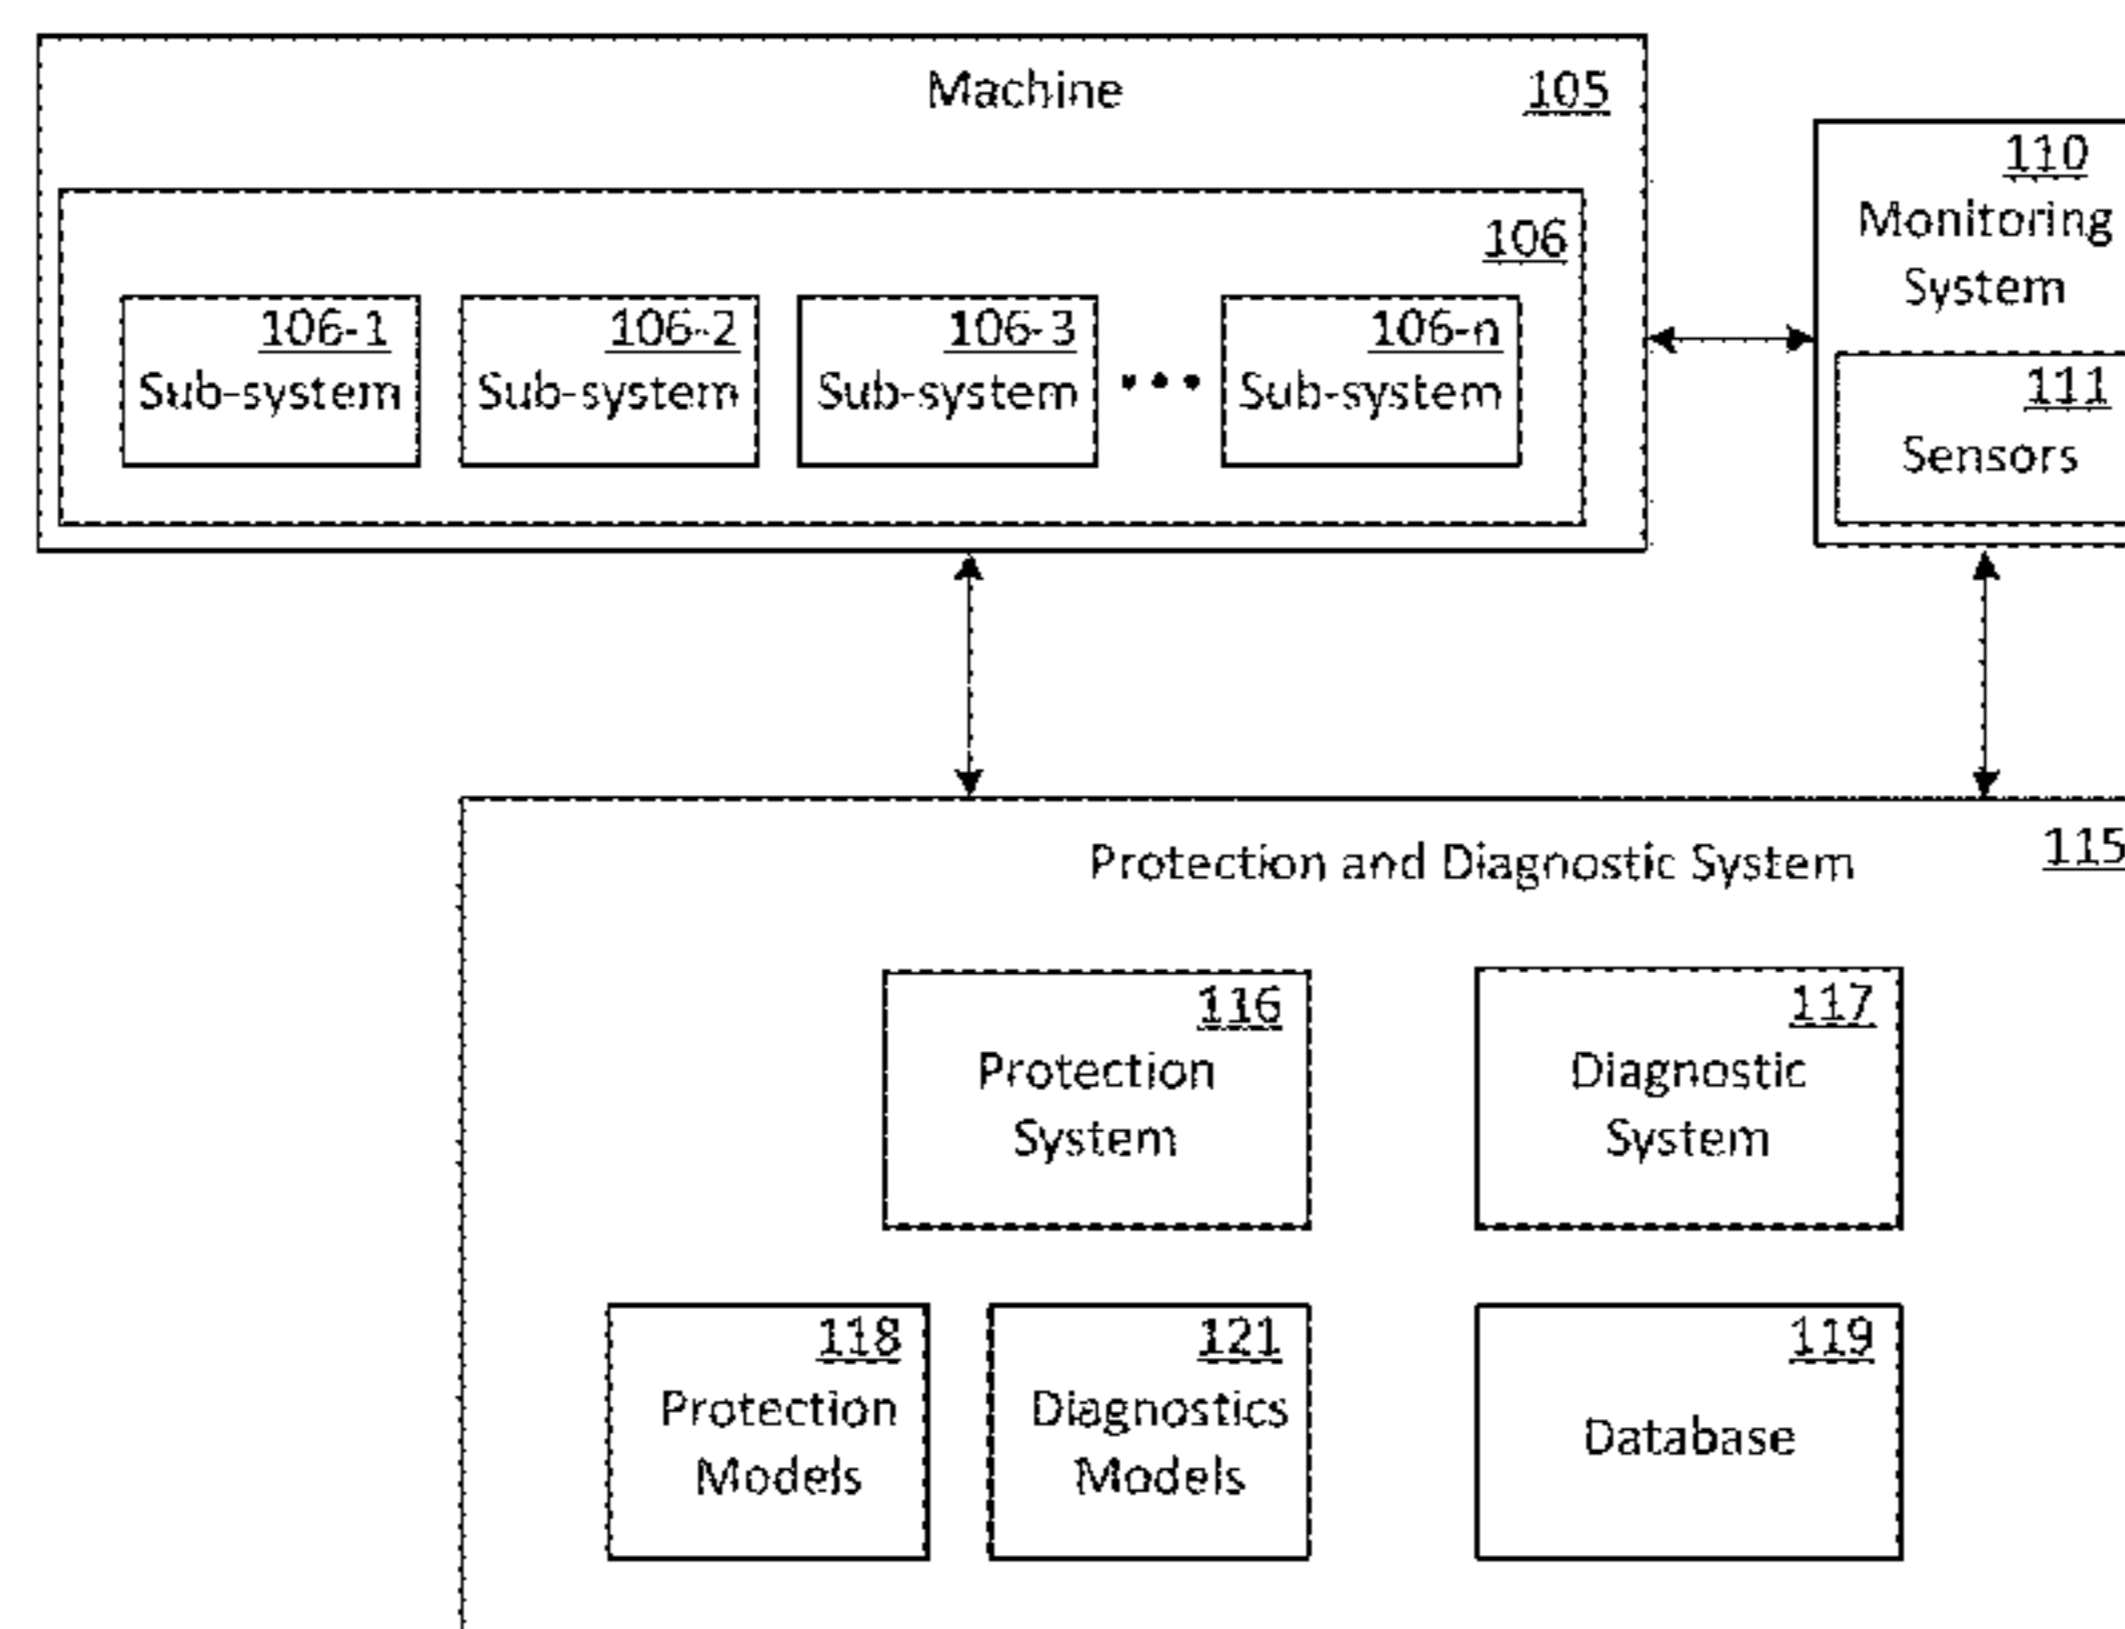 Machine 105
106
106-1 106-2 106-3 106-n
Sub-system Sub-system Sub-system ••• Sub-system
110
Monitoring
System
111
Sensors
Protection and Diagnostic System 115
116
Protection
System
117
Diagnostic
System
118
Protection
Models
121
Diagnostics
Models
119
Database